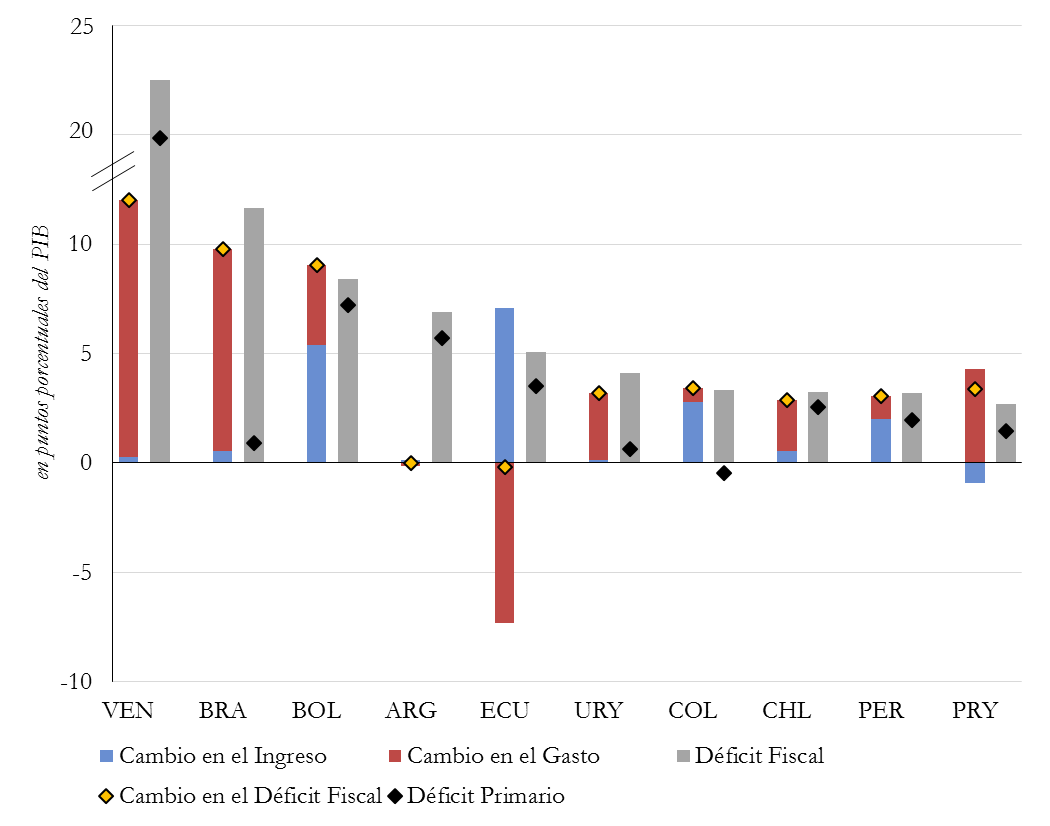 25
20
10
5
0
-5
-10
en puntos porcentuales del PIB
VEN BRA BOL ARG ECU URY COL CHL PER PRY
Cambio en el Ingreso Cambio en el Gasto Déficit Fiscal
Cambio en el Déficit Fiscal Déficit Primario